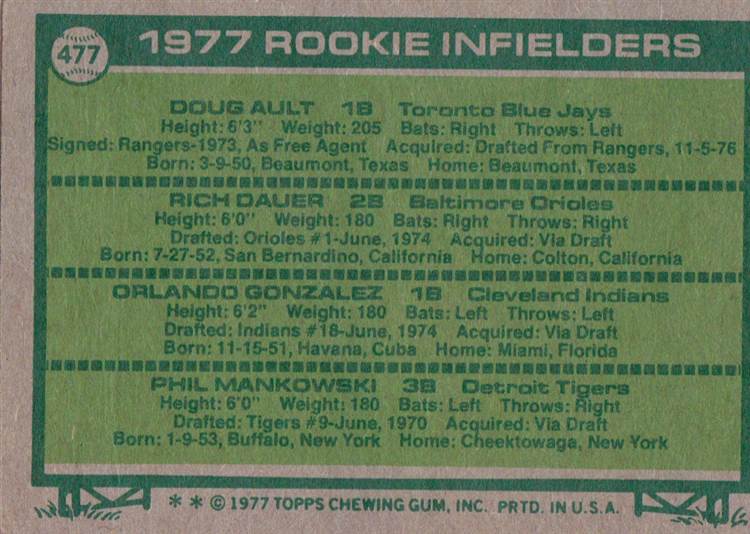 477
1977 ROOKIE INFIELDERS
DOUG AULT 1B Toronto Blue Jays
Height: 6'3" Weight: 205 Bats: Right Throws: Left
Signed: Rangers-1973, As Free Agent Acquired: Drafted From Rangers, 11-5-76
Born: 3-9-50, Beaumont, Texas Home: Beaumont, Texas
RICH DAUER 2B Baltimore Orioles
Height: 6'0" Weight: 180 Bats: Right Throws: Right
Drafted: Orioles #1-June, 1974 Acquired: Via Draft
Born: 7-27-52, San Bernardino, California Home: Colton, California
ORLANDO GONZALEZ 1B Cleveland Indians
Height: 6'2" Weight: 180 Bats: Left Throws: Left
Drafted: Indians #18-June, 1974 Acquired: Via Draft
Born: 11-15-51, Havana, Cuba Home: Miami, Florida
PHIL MANKOWSKI 3B Detroit Tigers
Height: 6'0" Weight: 180 Bats: Left Throws: Right
Drafted: Tigers #9-June, 1970 Acquired: Via Draft
Born: 1-9-53, Buffalo, New York Home: Cheektowaga, New York
* * © 1977 TOPPS CHEWING GUM, INC. PRTD. IN U.S.A.